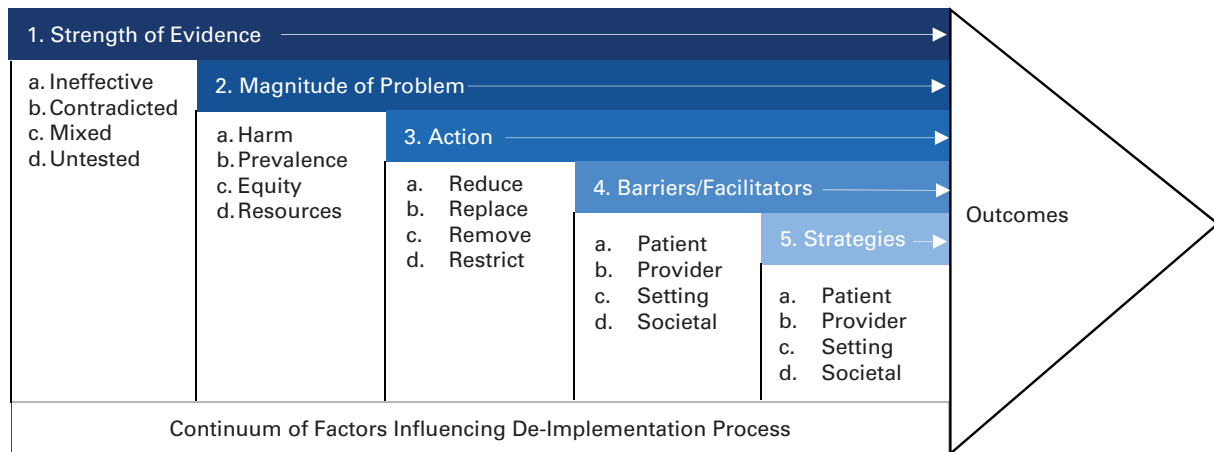 1. Strength of Evidence
a. Ineffective
b. Contradicted
c. Mixed
d. Untested
2. Magnitude of Problem
a. Harm
b. Prevalence
c. Equity
d. Resources
3. Action
a. Reduce
b. Replace
c. Remove
d. Restrict
4. Barriers/Facilitators
a. Patient
b. Provider
c. Setting
d. Societal
5. Strategies
a. Patient
b. Provider
c. Setting
d. Societal
Outcomes
Continuum of Factors Influencing De-Implementation Process